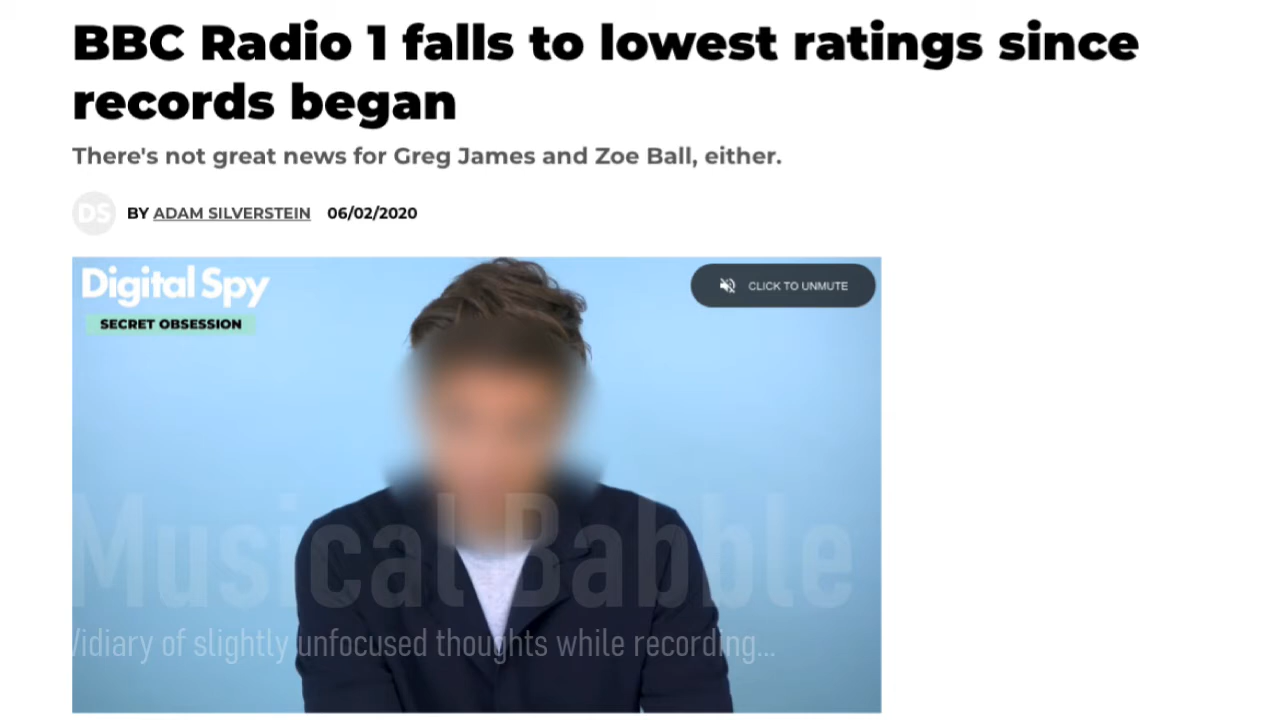 BBC Radio 1 falls to lowest ratings since
records began
There's not great news for Greg James and Zoe Ball, either.
DS BY ADAM SILVERSTEIN 06/02/2020
Digital Spy
SECRET OBSESSION
CLICK TO UNMUTE
Musical Babble
Vidiary of slightly unfocused thoughts while recording...